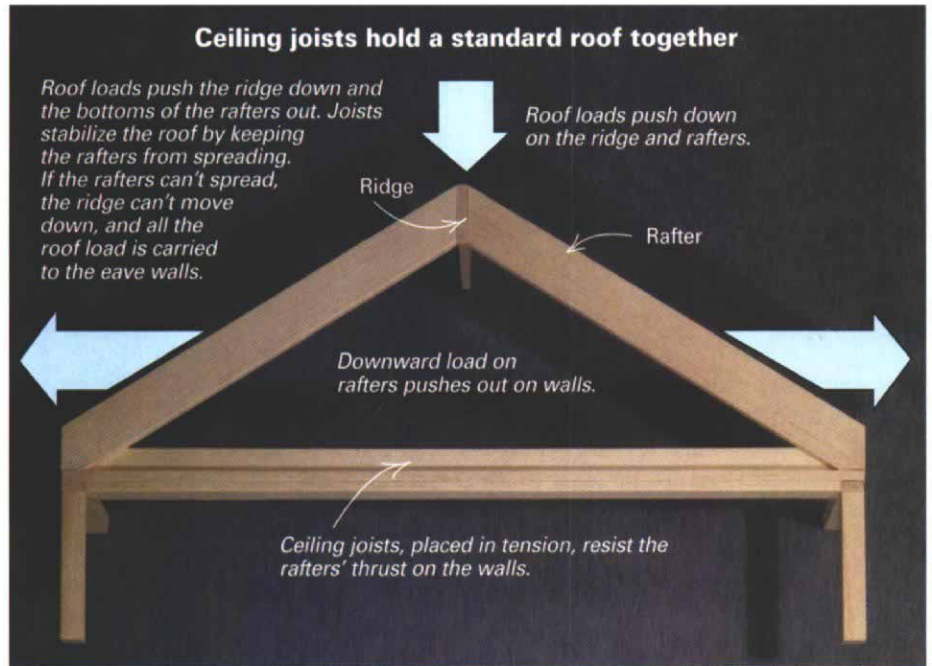 Ceiling joists hold a standard roof together
Roof loads push the ridge down and
the bottoms of the rafters out. Joists
stabilize the roof by keeping
the rafters from spreading.
If the rafters can't spread,
the ridge can't move
down, and all the
roof load is carried
to the eave walls.
Roof loads push down
on the ridge and rafters.
Ridge
Rafter
Downward load on
rafters pushes out on walls.
Ceiling joists, placed in tension, resist the
rafters' thrust on the walls.